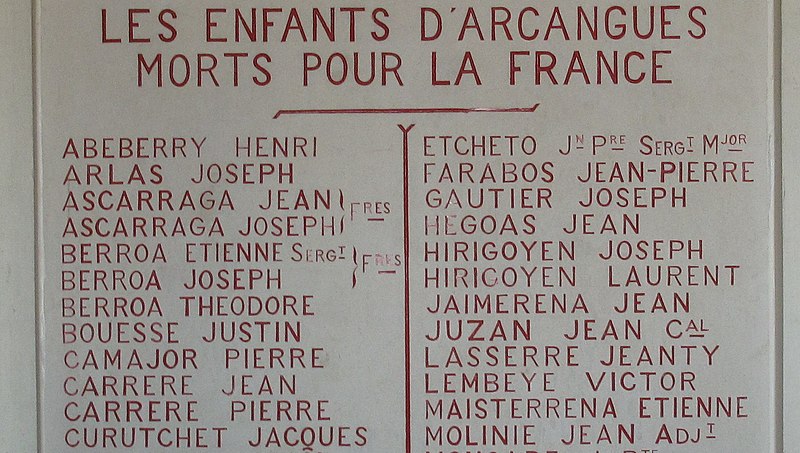 LES ENFANTS D'ARCANGUES
MORTS POUR LA FRANCE
ABEBERRY HENRI
ARLAS JOSEPH
ASCARRAGA JEAN
ASCARRAGA JOSEPH
FRES
BERROA ETIENNE SERGT
BERROA JOSEPH
FRES
BERROA THEODORE
BOUESSE JUSTIN
CAMAJOR PIERRE
CARRERE JEAN
CARRERE PIERRE
CURUTCHET JACQUES
ETCHETO JN PRE SERGT MJOR
FARABOS JEAN-PIERRE
GAUTIER JOSEPH
HEGOAS JEAN
HIRIGOYEN JOSEPH
HIRIGOYEN LAURENT
JAIMERENA JEAN
JUZAN JEAN CAL
LASSERRE JEANTY
LEMBEYE VICTOR
MAISTERRENA ETIENNE
MOLINIE JEAN ADJT